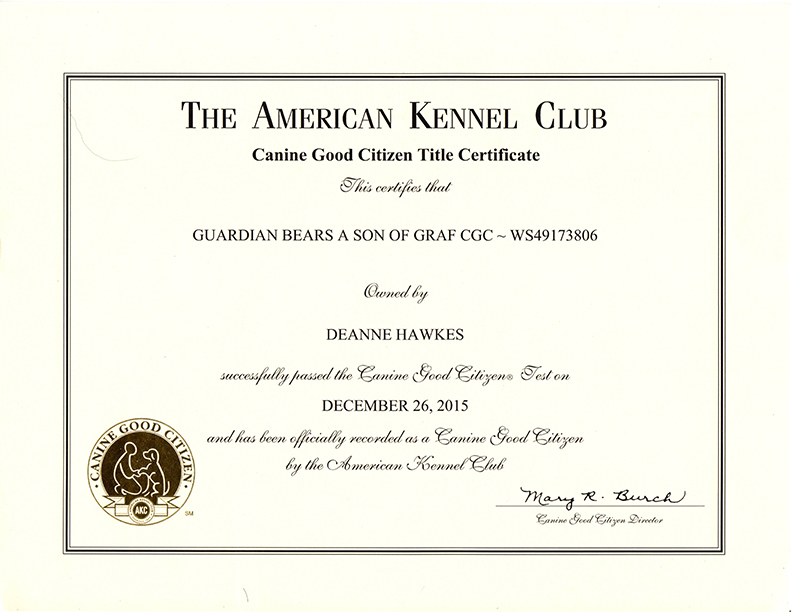 THE AMERICAN KENNEL CLUB
Canine Good Citizen Title Certificate
This certifies that
GUARDIAN BEARS A SON OF GRAF CGC ~ WS49173806
Owned by
DEANNE HAWKES
successfully passed the Canine Good Citizen® Test on
DECEMBER 26, 2015
and has been officially recorded as a Canine Good Citizen
by the American Kennel Club
• CANINE GOOD CITIZEN •
AKC
SM
Mary R. Burch
Canine Good Citizen Director